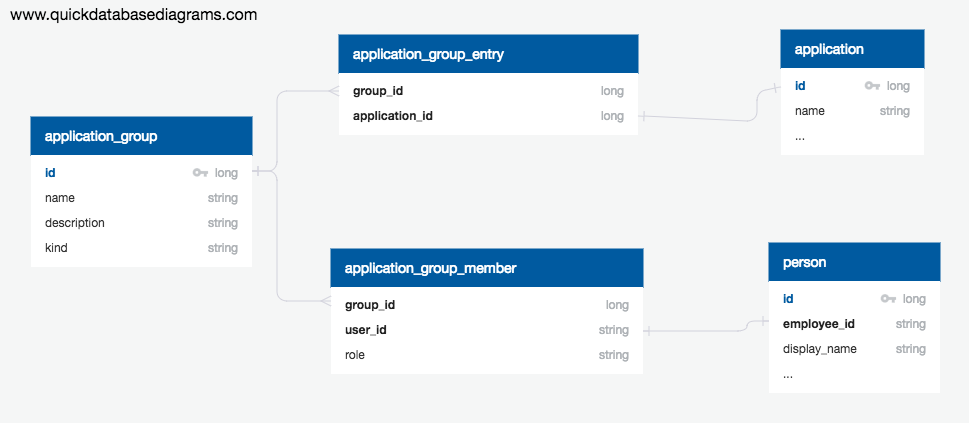 www.quickdatabasediagrams.com
application_group
id long
name string
description string
kind string
application_group_entry
group_id long
application_id long
application
id long
name string
...
application_group_member
group_id long
user_id string
role string
person
id long
employee_id string
display_name string
...